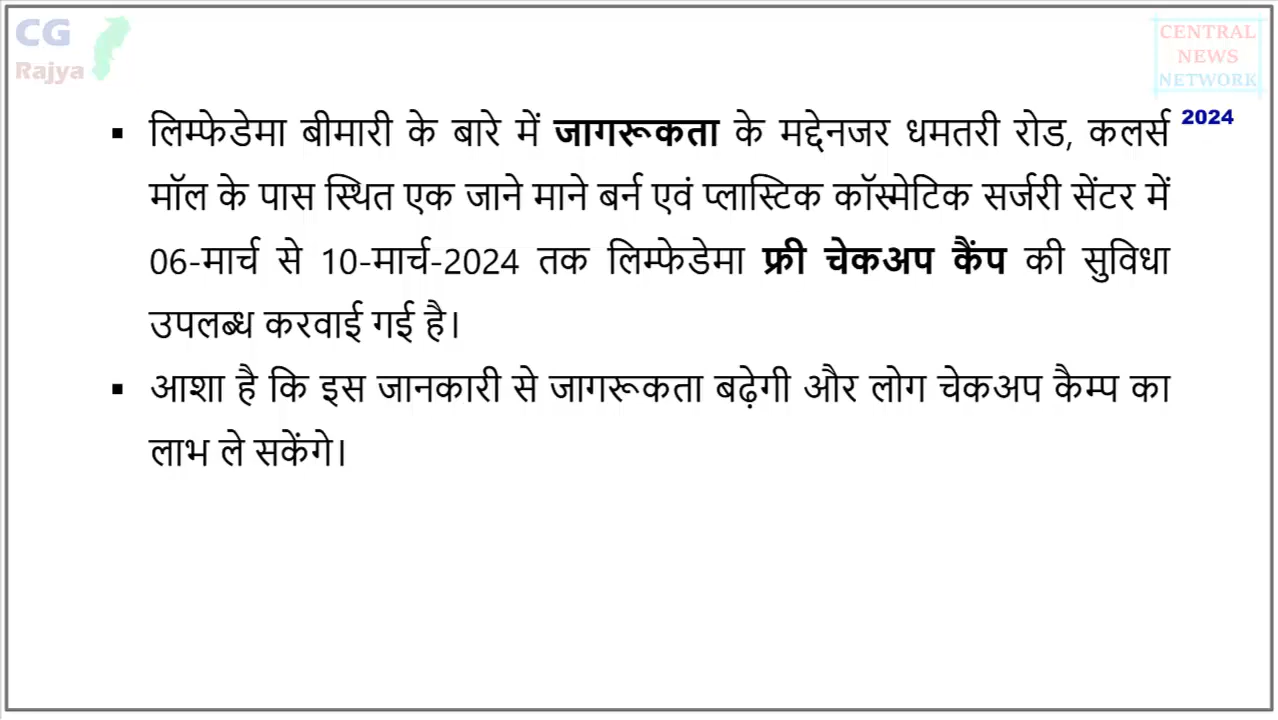 CG
Rajya
CENTRAL
NEWS
NETWORK
2024
▪ लिम्फेडेमा बीमारी के बारे में जागरूकता के मद्देनजर धमतरी रोड, कलर्स
मॉल के पास स्थित एक जाने माने बर्न एवं प्लास्टिक कॉस्मेटिक सर्जरी सेंटर में
06-मार्च से 10-मार्च-2024 तक लिम्फेडेमा फ्री चेकअप कैंप की सुविधा
उपलब्ध करवाई गई है।
▪ आशा है कि इस जानकारी से जागरूकता बढ़ेगी और लोग चेकअप कैम्प का
लाभ ले सकेंगे।